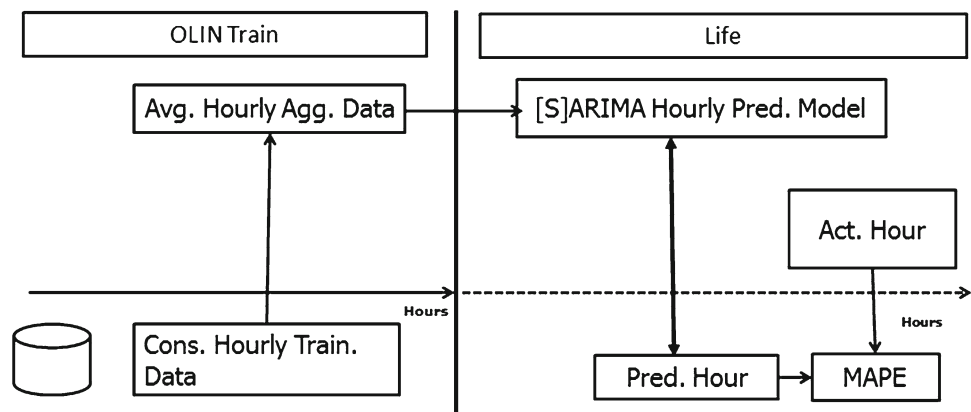 OLIN Train
Life
Avg. Hourly Agg. Data
[S]ARIMA Hourly Pred. Model
Act. Hour
Hours
Hours
Cons. Hourly Train.
Data
Pred. Hour
MAPE